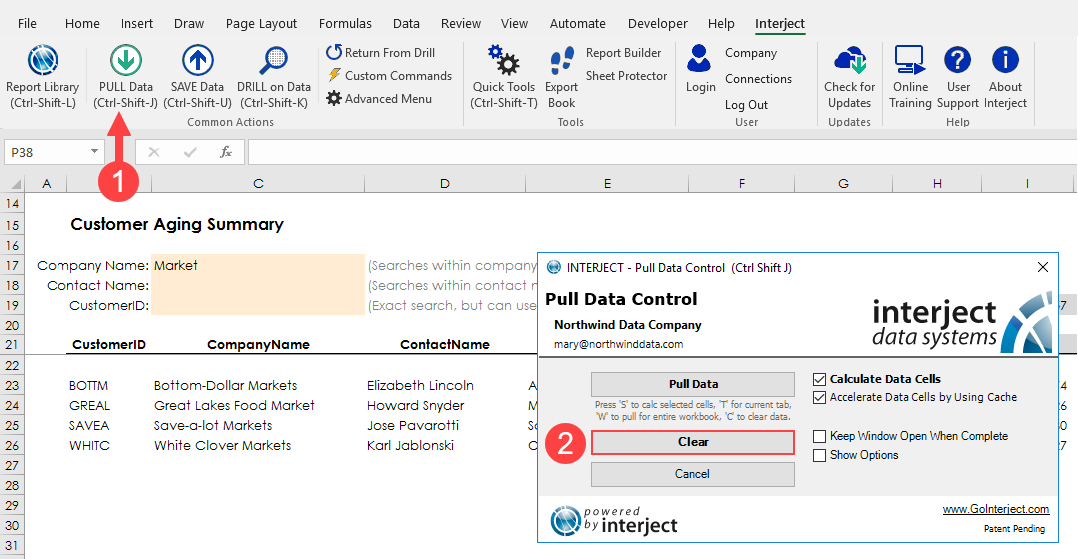 File Home Insert Draw Page Layout Formulas Data Review View Automate Developer Help Interject
Report Library (Ctrl-Shift-L)
PULL Data (Ctrl-Shift-J)
SAVE Data (Ctrl-Shift-U)
DRILL on Data (Ctrl-Shift-K)
Return From Drill
Custom Commands
Advanced Menu
Common Actions
Quick Tools (Ctrl-Shift-T)
Export Book
Report Builder
Sheet Protector
Tools
Login
Company
Connections
Log Out
User
Check for Updates
Updates
Online Training
User Support
About Interject
Help
P38 fx
1
A C D E F G H I
14
15 Customer Aging Summary
16
17 Company Name: Market (Searches within company
18 Contact Name: (Searches within contact n
19 CustomerID: (Exact search, but can use 7
20
21 CustomerID CompanyName ContactName
22
23 BOTTM Bottom-Dollar Markets Elizabeth Lincoln A 4
24 GREAL Great Lakes Food Market Howard Snyder M 26
25 SAVEA Save-a-lot Markets Jose Pavarotti Sa 0
26 WHITC White Clover Markets Karl Jablonski C 27
27
28
29
30
31
INTERJECT - Pull Data Control (Ctrl Shift J)
Pull Data Control
Northwind Data Company
mary@northwinddata.com
interject
data systems
Pull Data
Press 'S' to calc selected cells, 'T' for current tab,
'W' to pull for entire workbook, 'C' to clear data.
2 Clear
Cancel
Calculate Data Cells
Accelerate Data Cells by Using Cache
Keep Window Open When Complete
Show Options
powered
by interject
www.GoInterject.com
Patent Pending